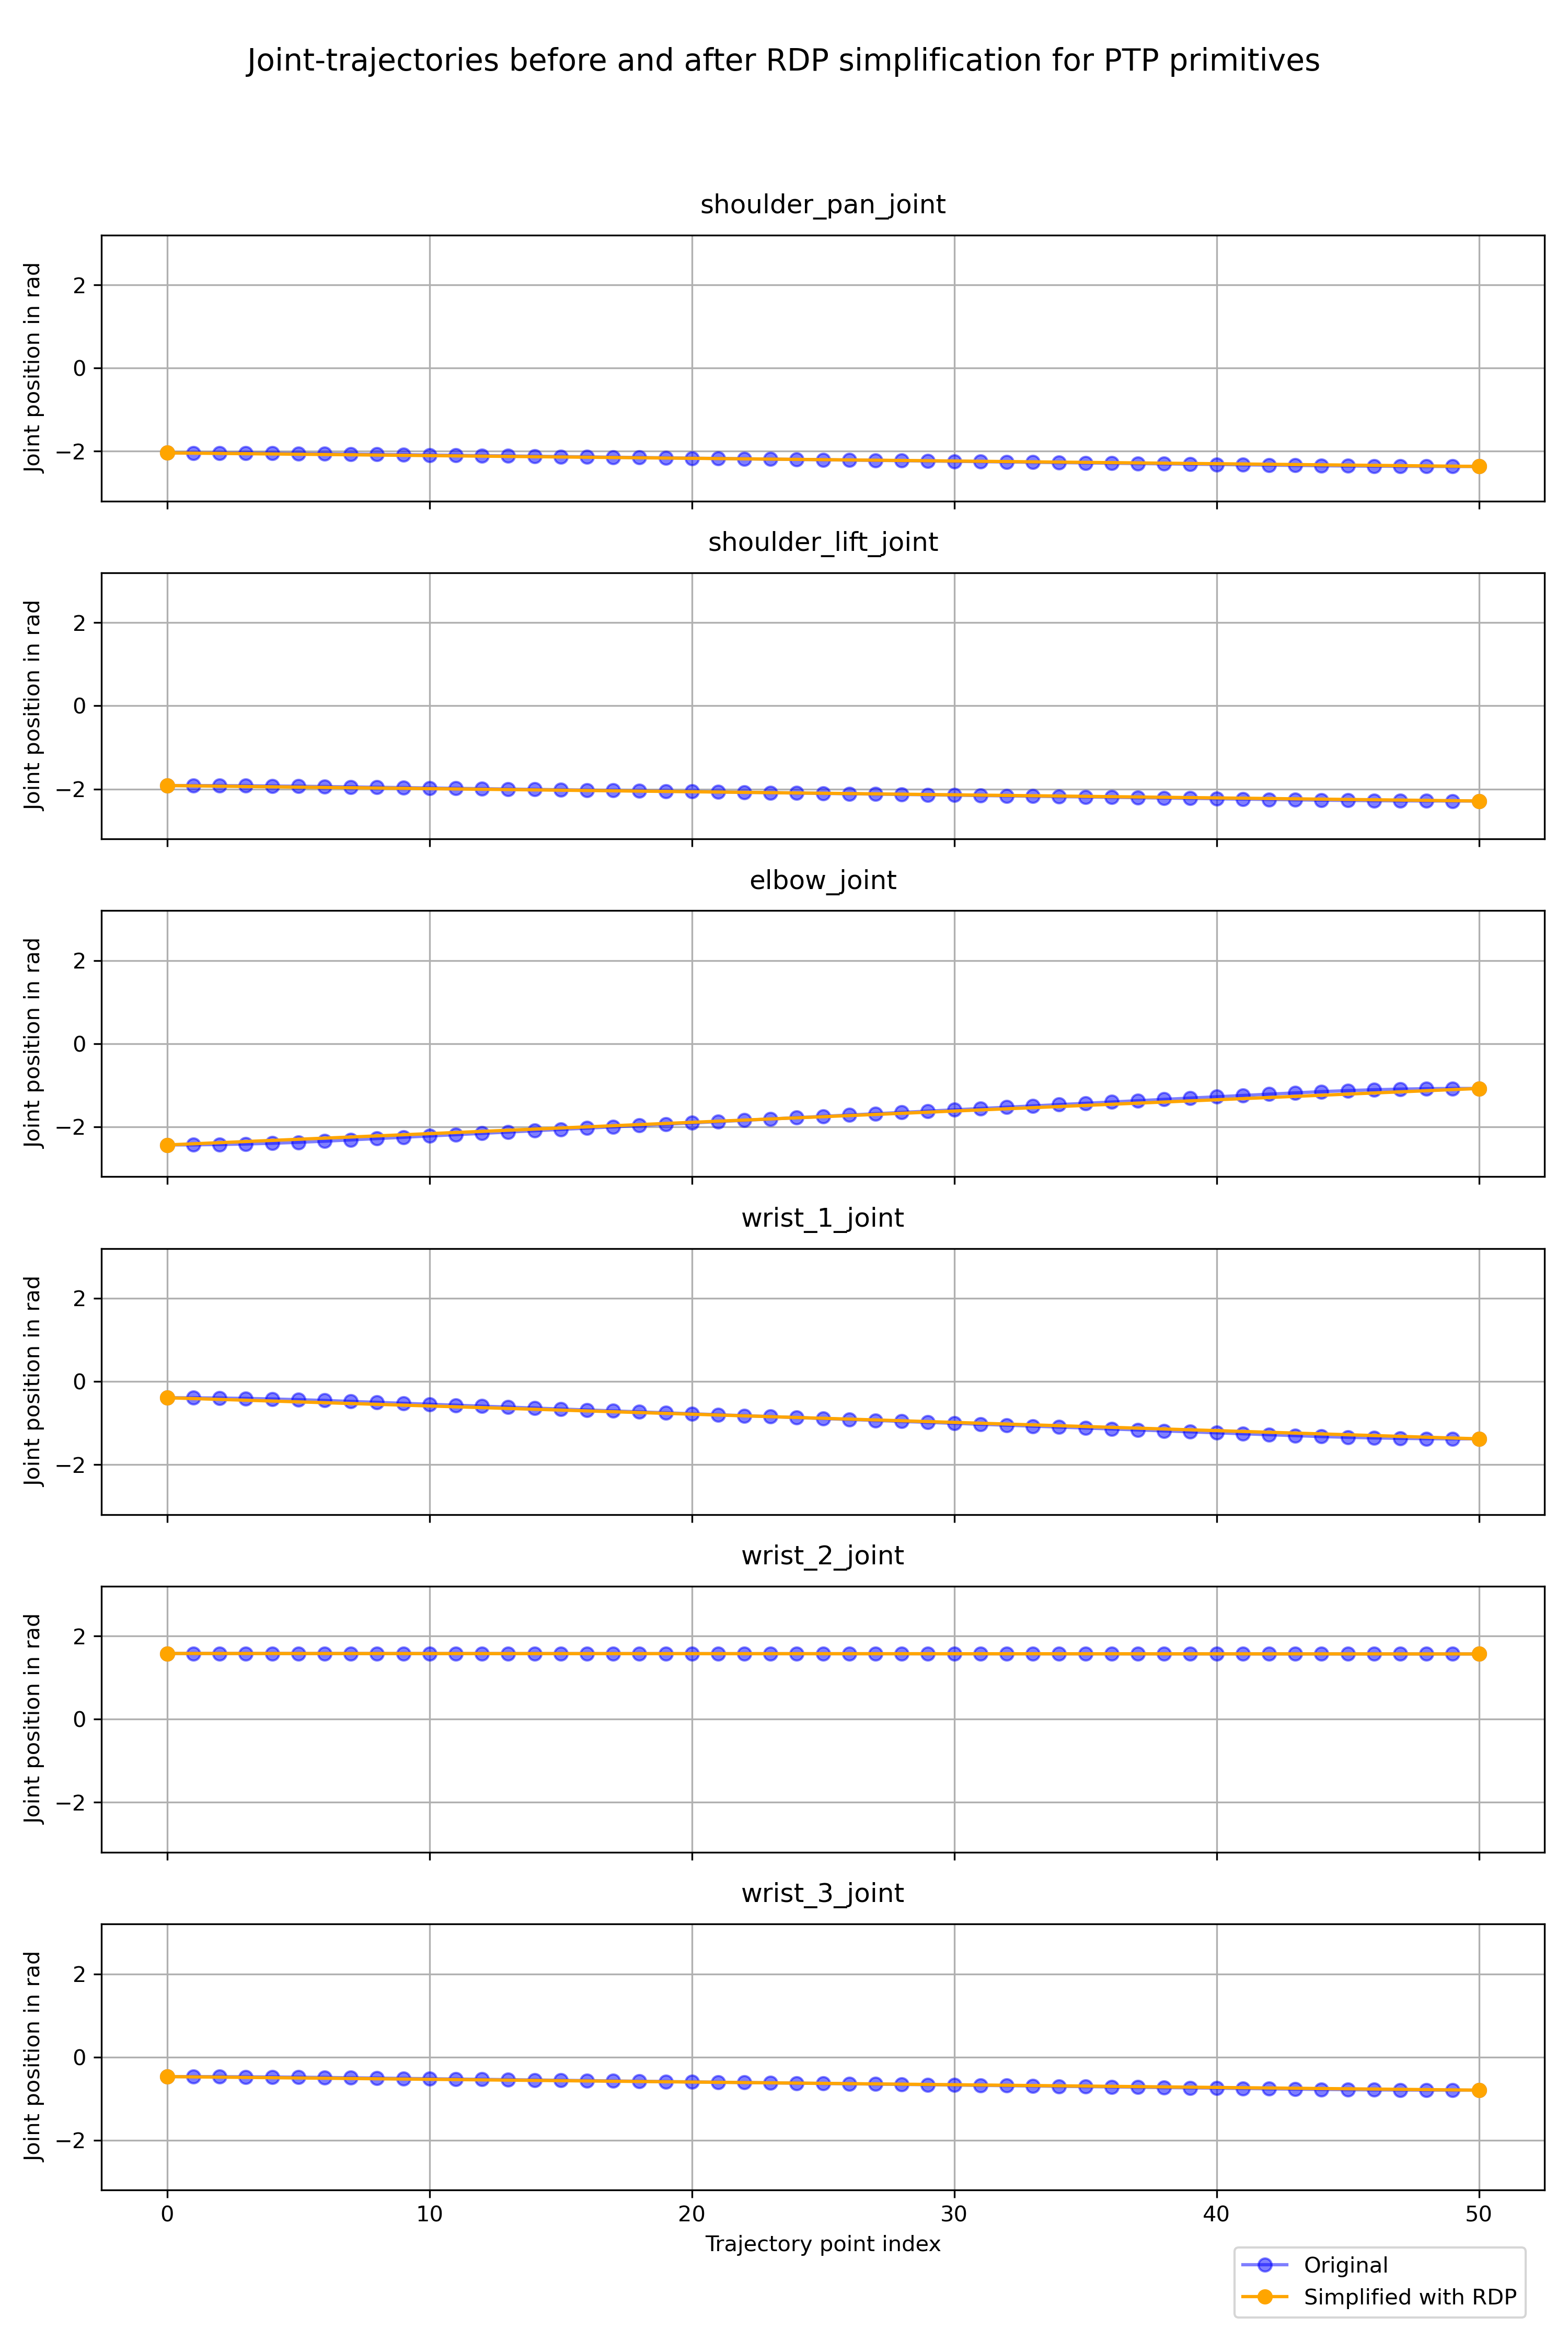 Joint-trajectories before and after RDP simplification for PTP primitives
shoulder_pan_joint
Joint position in rad
2
0
−2
shoulder_lift_joint
Joint position in rad
2
0
−2
elbow_joint
Joint position in rad
2
0
−2
wrist_1_joint
Joint position in rad
2
0
−2
wrist_2_joint
Joint position in rad
2
0
−2
wrist_3_joint
Joint position in rad
2
0
−2
0 10 20 30 40 50
Trajectory point index
Original
Simplified with RDP